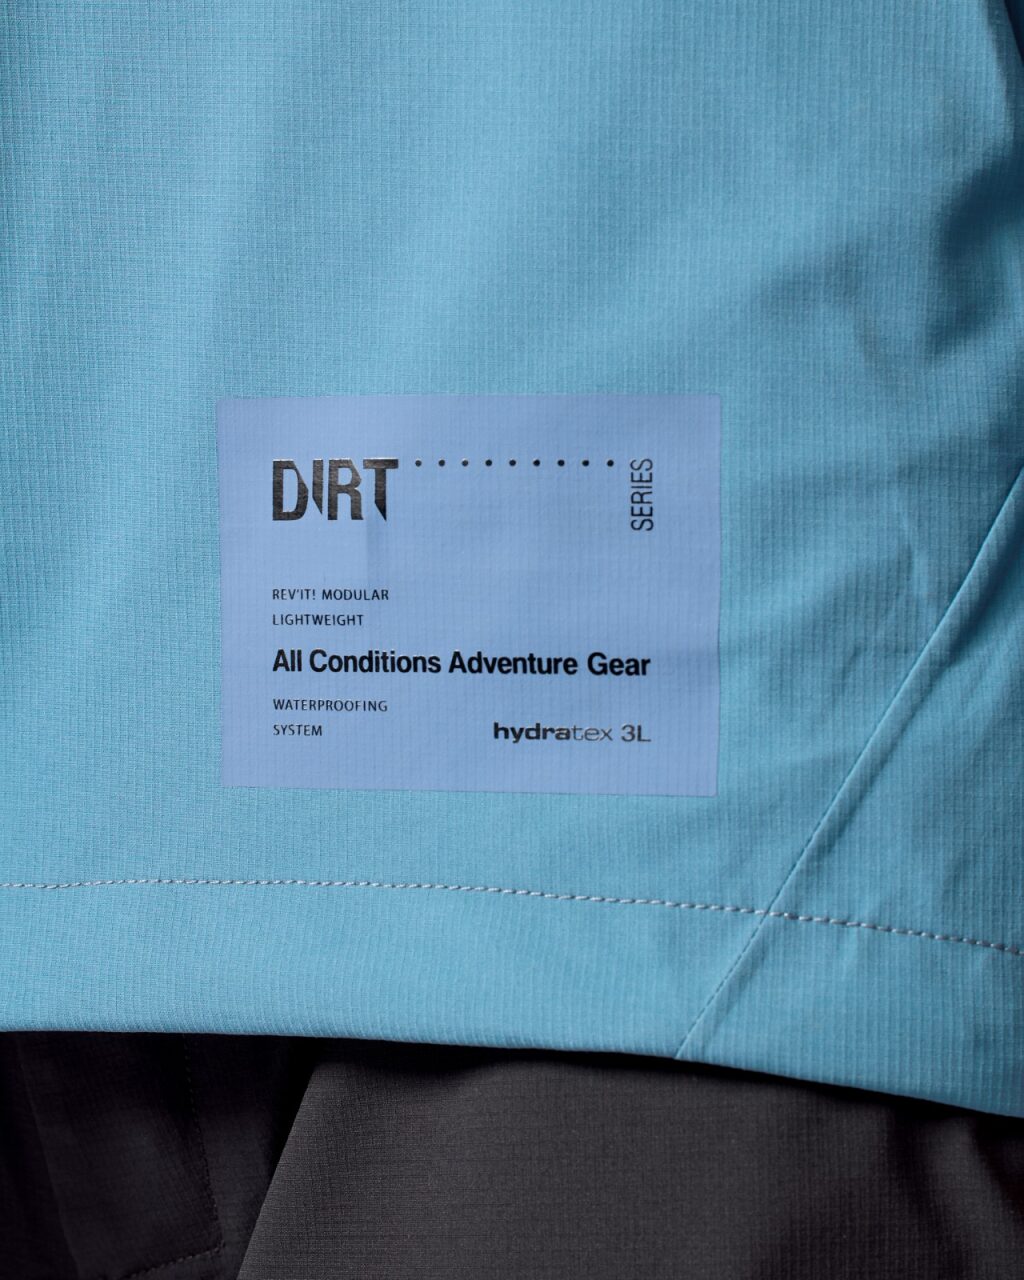 DIRT ......... SERIES
REV'IT! MODULAR
LIGHTWEIGHT
All Conditions Adventure Gear
WATERPROOFING
SYSTEM
hydratex 3L